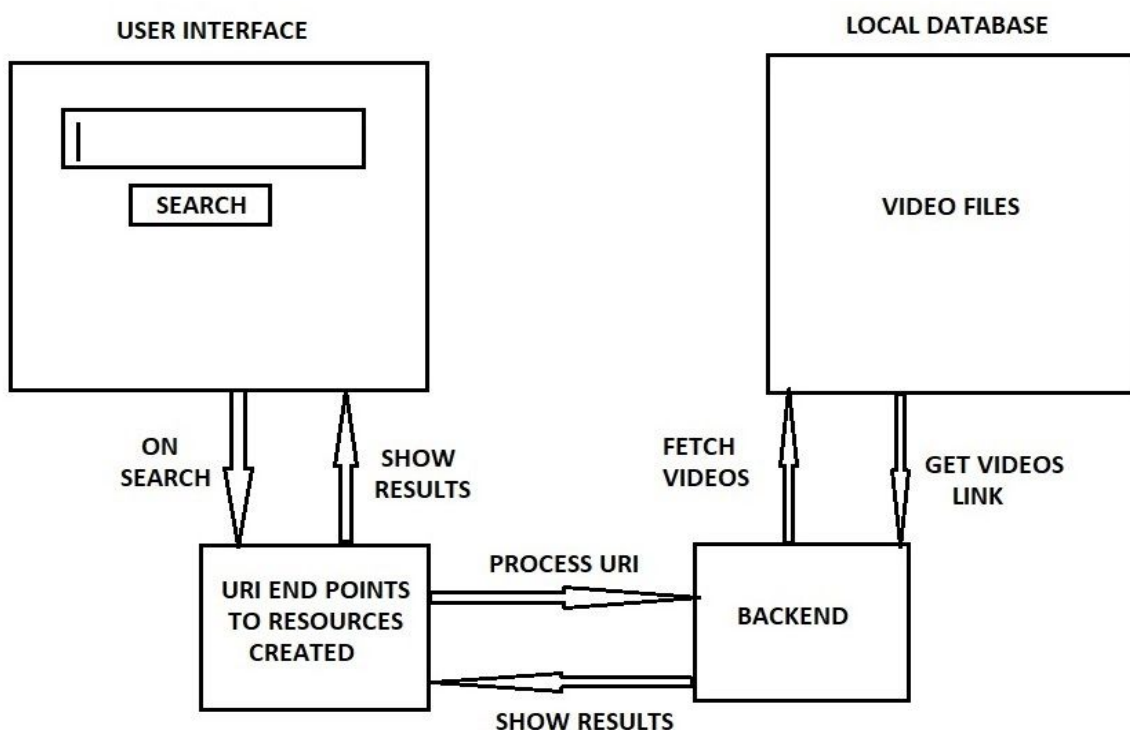 USER INTERFACE
LOCAL DATABASE
SEARCH
VIDEO FILES
ON
SEARCH
SHOW
RESULTS
FETCH
VIDEOS
GET VIDEOS
LINK
URI END POINTS
TO RESOURCES
CREATED
PROCESS URI
BACKEND
SHOW RESULTS